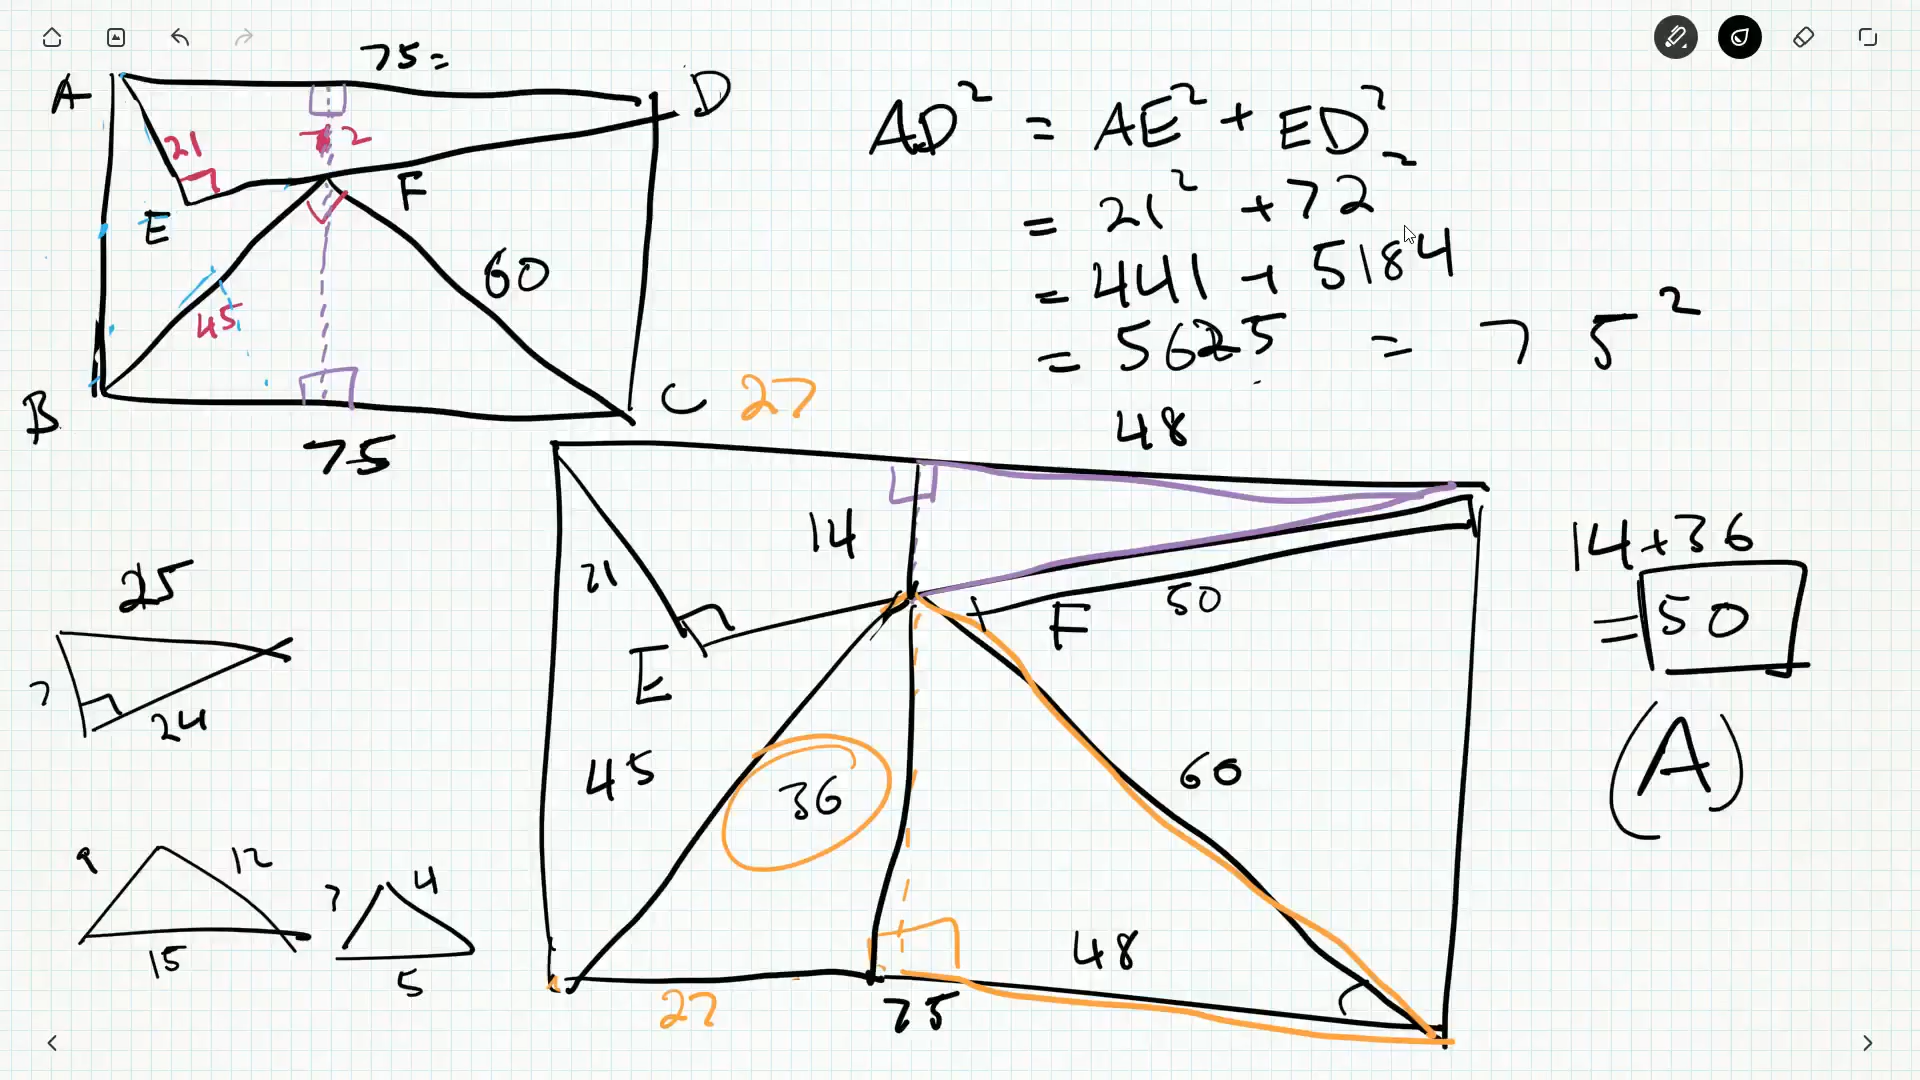 75=
A
D
21
72
F
E
45
60
B
C
75
AD² = AE² + ED²
= 21² + 72²
= 441 + 5184
= 5625 = 75²
27
48
14
21
E
F
50
45
36
60
48
27
75
14+36
= 50
(A)
25
7
24
9
12
15
3
4
5